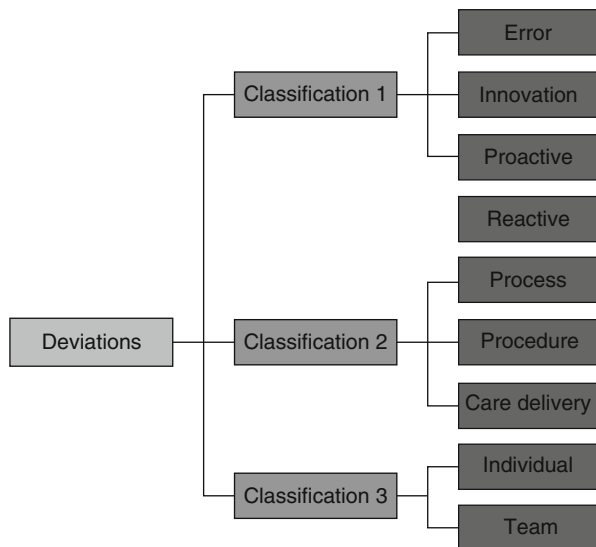 Deviations
Classification 1
Error
Innovation
Proactive
Reactive
Classification 2
Process
Procedure
Care delivery
Classification 3
Individual
Team